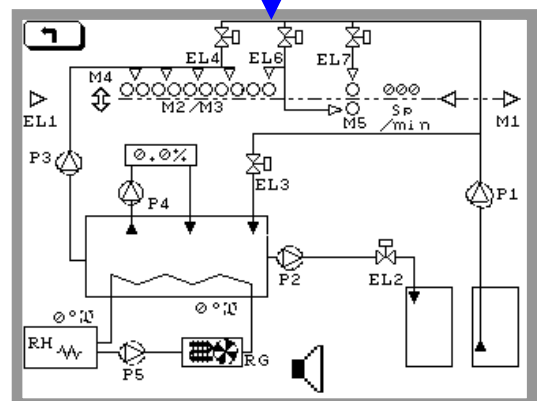 EL4 EL6 EL7
M4
000
EL1
M2/M3
M5
Sp
/min
M1
P3
0.0%
EL3
P4
P1
P2
EL2
0°C
0°C
RH
P5
RG